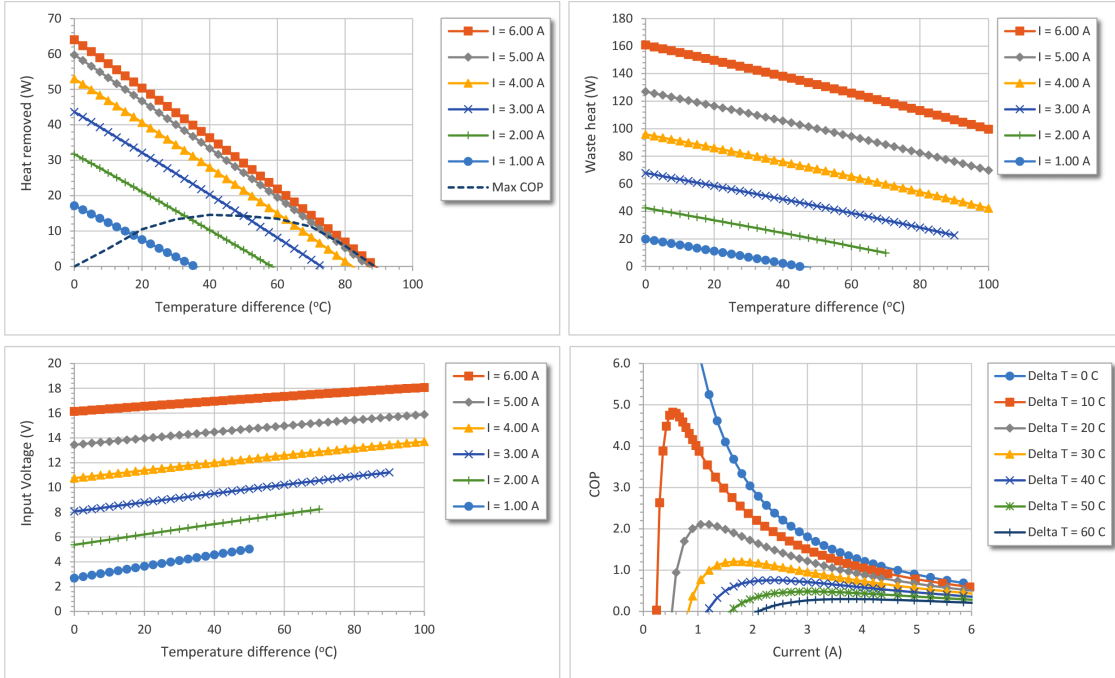 70
60
50
40
30
20
10
0
0 20 40 60 80 100
Heat removed (W)
Temperature difference (°C)
I = 6.00 A
I = 5.00 A
I = 4.00 A
I = 3.00 A
I = 2.00 A
I = 1.00 A
Max COP
180
160
140
120
100
80
60
40
20
0
0 20 40 60 80 100
Waste heat (W)
Temperature difference (°C)
I = 6.00 A
I = 5.00 A
I = 4.00 A
I = 3.00 A
I = 2.00 A
I = 1.00 A
20
18
16
14
12
10
8
6
4
2
0
0 20 40 60 80 100
Input Voltage (V)
Temperature difference (°C)
I = 6.00 A
I = 5.00 A
I = 4.00 A
I = 3.00 A
I = 2.00 A
I = 1.00 A
6.0
5.0
4.0
3.0
2.0
1.0
0.0
0 1 2 3 4 5 6
COP
Current (A)
Delta T = 0 C
Delta T = 10 C
Delta T = 20 C
Delta T = 30 C
Delta T = 40 C
Delta T = 50 C
Delta T = 60 C